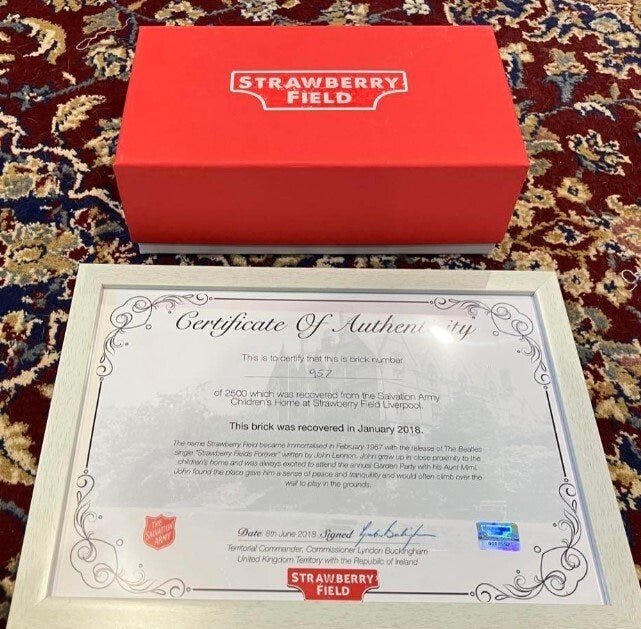 STRAWBERRY
FIELD
Certificate Of Authenticity
This is to certify that this is brick number
957
of 2500 which was recovered from the Salvation Army
Children's Home at Strawberry Field Liverpool.
This brick was recovered in January 2018.
The name Strawberry Field became immortalised in February 1967 with the release of The Beatles
single "Strawberry Fields Forever" written by John Lennon. John grew up in close proximity to the
children's home and was always excited to attend the annual Garden Party with his Aunt Mimi.
John found the place gave him a sense of peace and tranquility and would often climb over the
wall to play in the grounds.
THE
SALVATION
ARMY
Date 8th June 2018 Signed
Territorial Commander, Commissioner Lyndon Buckingham
United Kingdom Territory with the Republic of Ireland
STRAWBERRY
FIELD